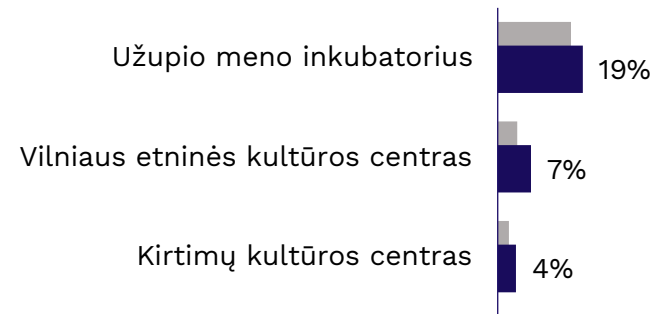 Užupio meno inkubatorius
19%
Vilniaus etninės kultūros centras
7%
Kirtimų kultūros centras
4%